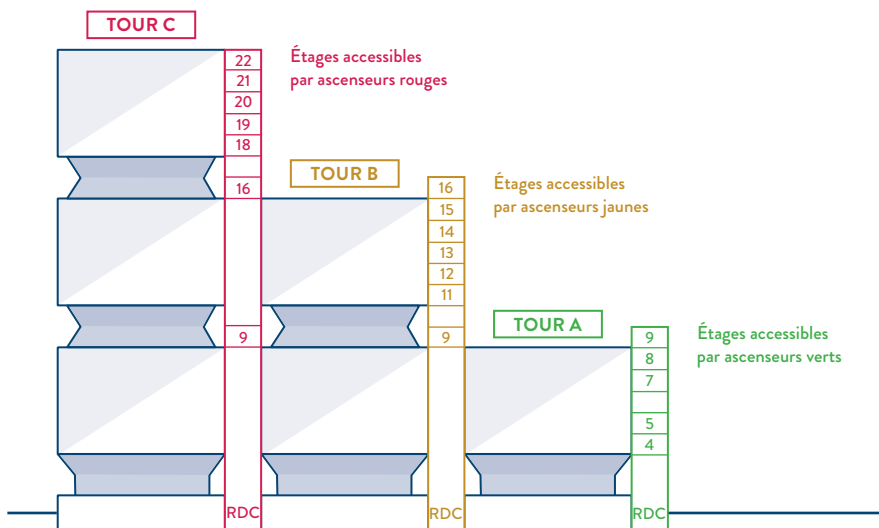 TOUR C
22
21
20
19
18
16
9
RDC
Étages accessibles
par ascenseurs rouges
TOUR B
16
15
14
13
12
11
9
RDC
Étages accessibles
par ascenseurs jaunes
TOUR A
9
8
7
5
4
RDC
Étages accessibles
par ascenseurs verts